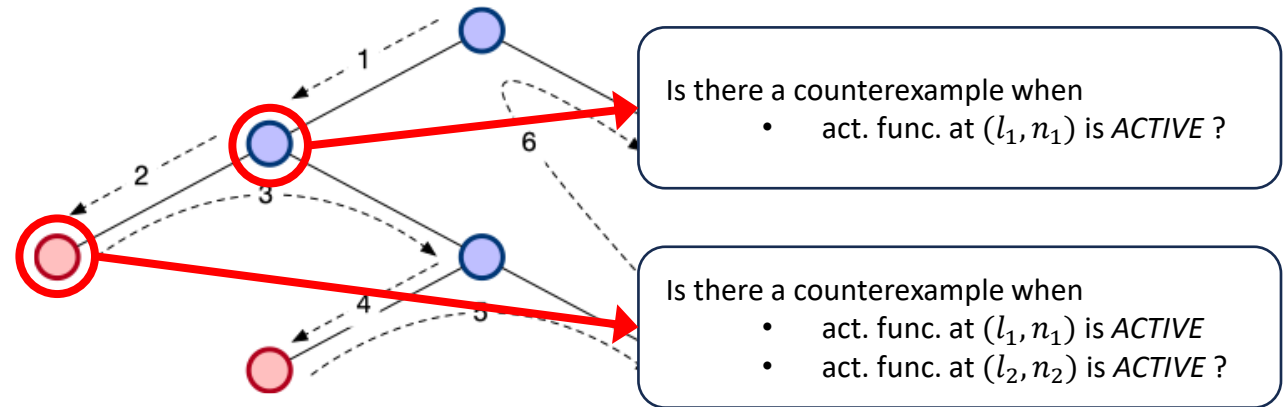 1
Is there a counterexample when
• act. func. at (l₁, n₁) is ACTIVE ?
6
2
3
Is there a counterexample when
• act. func. at (l₁, n₁) is ACTIVE
• act. func. at (l₂, n₂) is ACTIVE ?
4
5